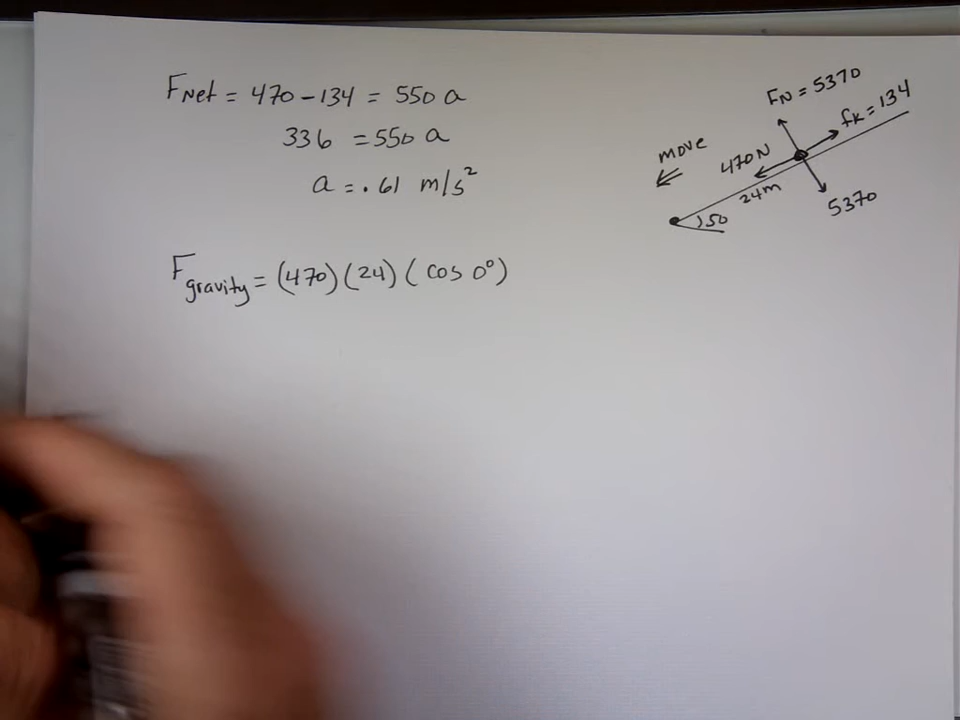 FNet = 470 - 134 = 550 a
336 = 550 a
a = .61 m/s²
Fgravity = (470)(24)(cos 0°)
FN = 5370
fK = 134
move
470N
24m
50
5370